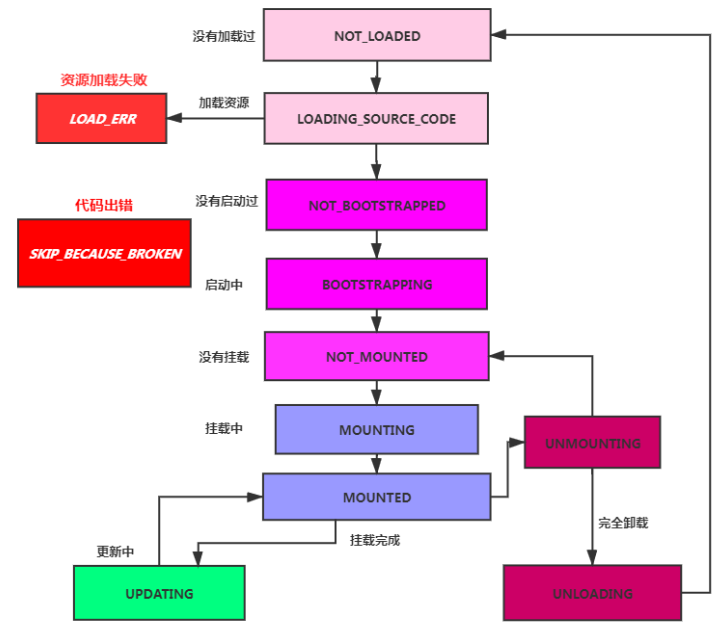 没有加载过
NOT_LOADED
资源加载失败
LOAD_ERR
加载资源
LOADING_SOURCE_CODE
没有启动过
NOT_BOOTSTRAPPED
代码出错
SKIP_BECAUSE_BROKEN
启动中
BOOTSTRAPPING
没有挂载
NOT_MOUNTED
挂载中
MOUNTING
UNMOUNTING
MOUNTED
完全卸载
挂载完成
更新中
UPDATING
UNLOADING